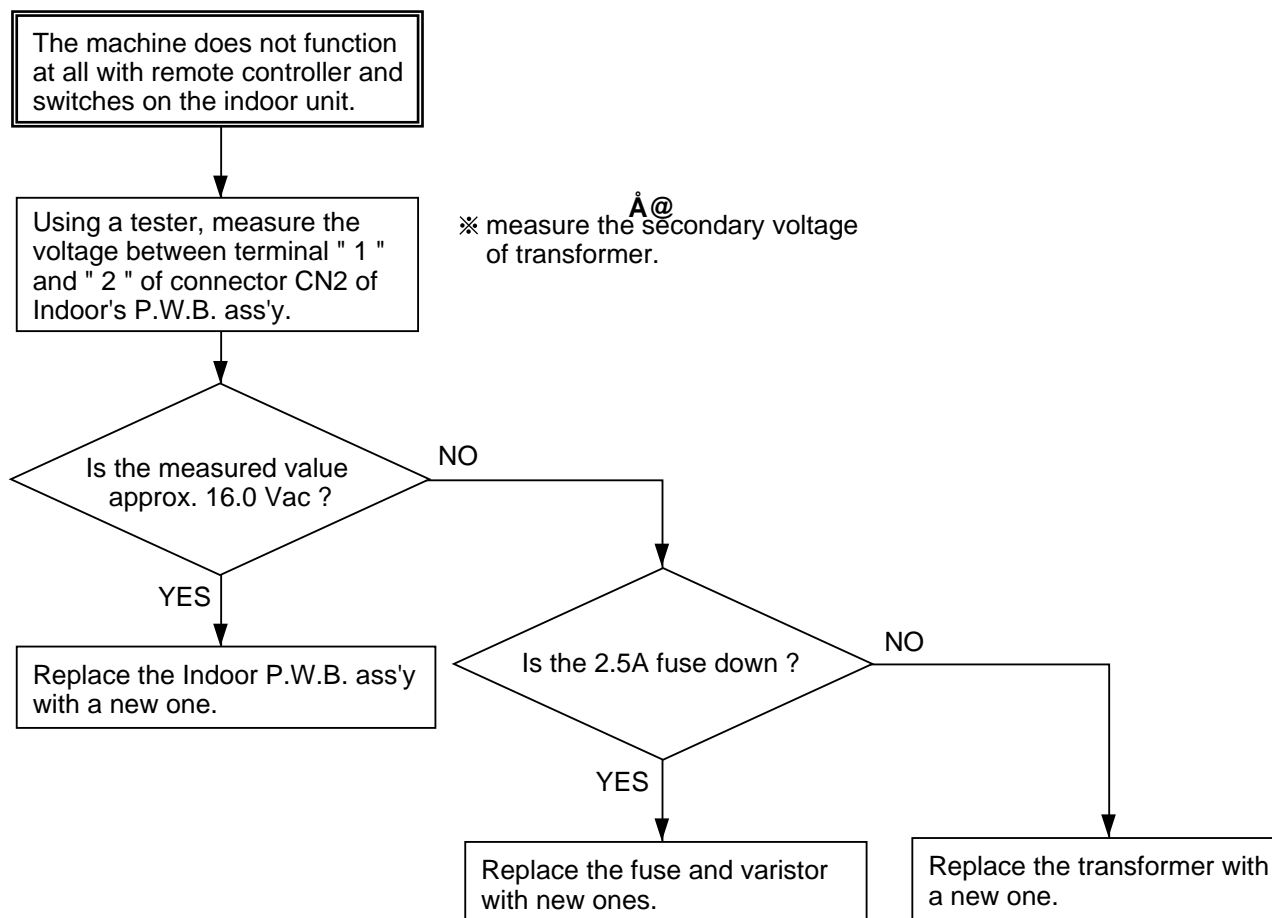 The machine does not function
at all with remote controller and
switches on the indoor unit.
Using a tester, measure the
voltage between terminal " 1 "
and " 2 " of connector CN2 of
Indoor's P.W.B. ass'y.
Å@
※ measure the secondary voltage
of transformer.
Is the measured value
approx. 16.0 Vac ?
NO
YES
Replace the Indoor P.W.B. ass'y
with a new one.
Is the 2.5A fuse down ?
NO
YES
Replace the fuse and varistor
with new ones.
Replace the transformer with
a new one.